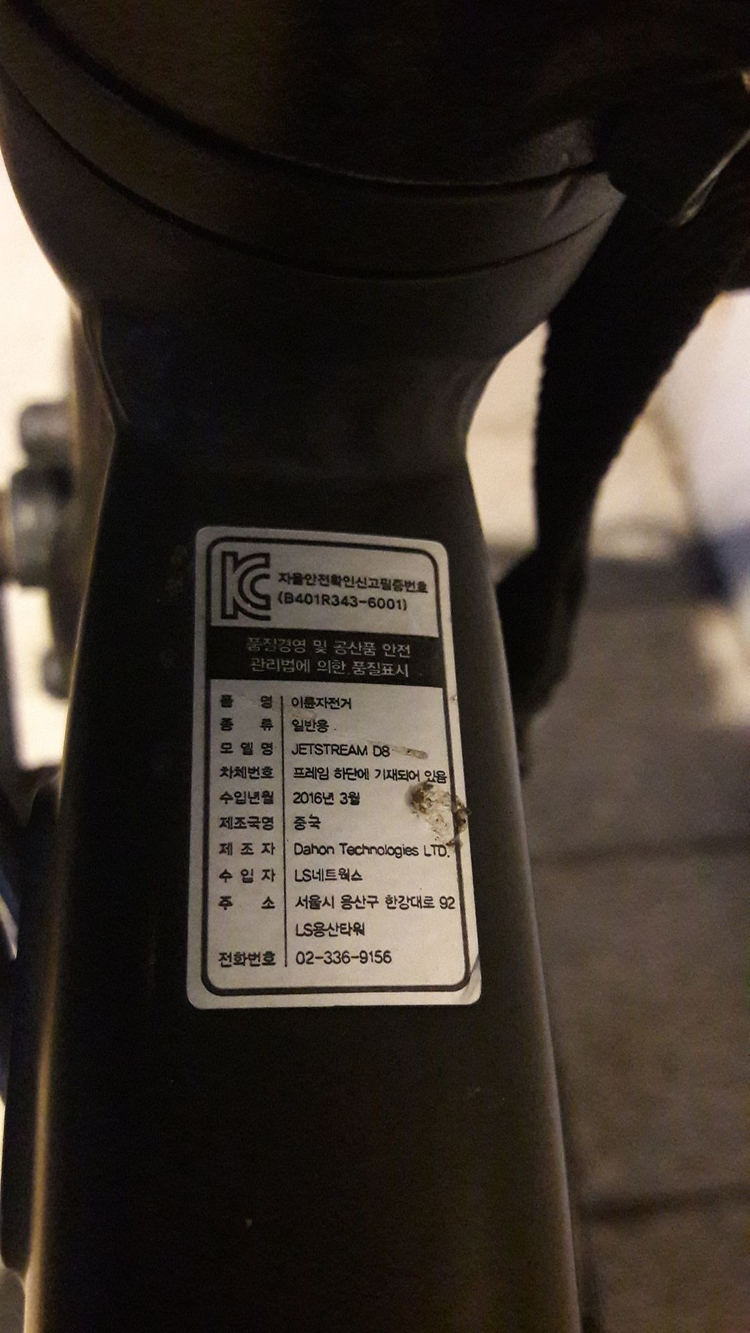 KC 자율안전확인신고필증번호
(B401R343-6001)
품질경영 및 공산품 안전
관리법에 의한 품질표시
품 명 이륜자전거
종 류 일반용
모 델 명 JETSTREAM D8
차체번호 프레임 하단에 기재되어 있음
수입년월 2016년 3월
제조국명 중국
제 조 자 Dahon Technologies LTD.
수 입 자 LS네트웍스
주 소 서울시 용산구 한강대로 92
LS용산타워
전화번호 02-336-9156